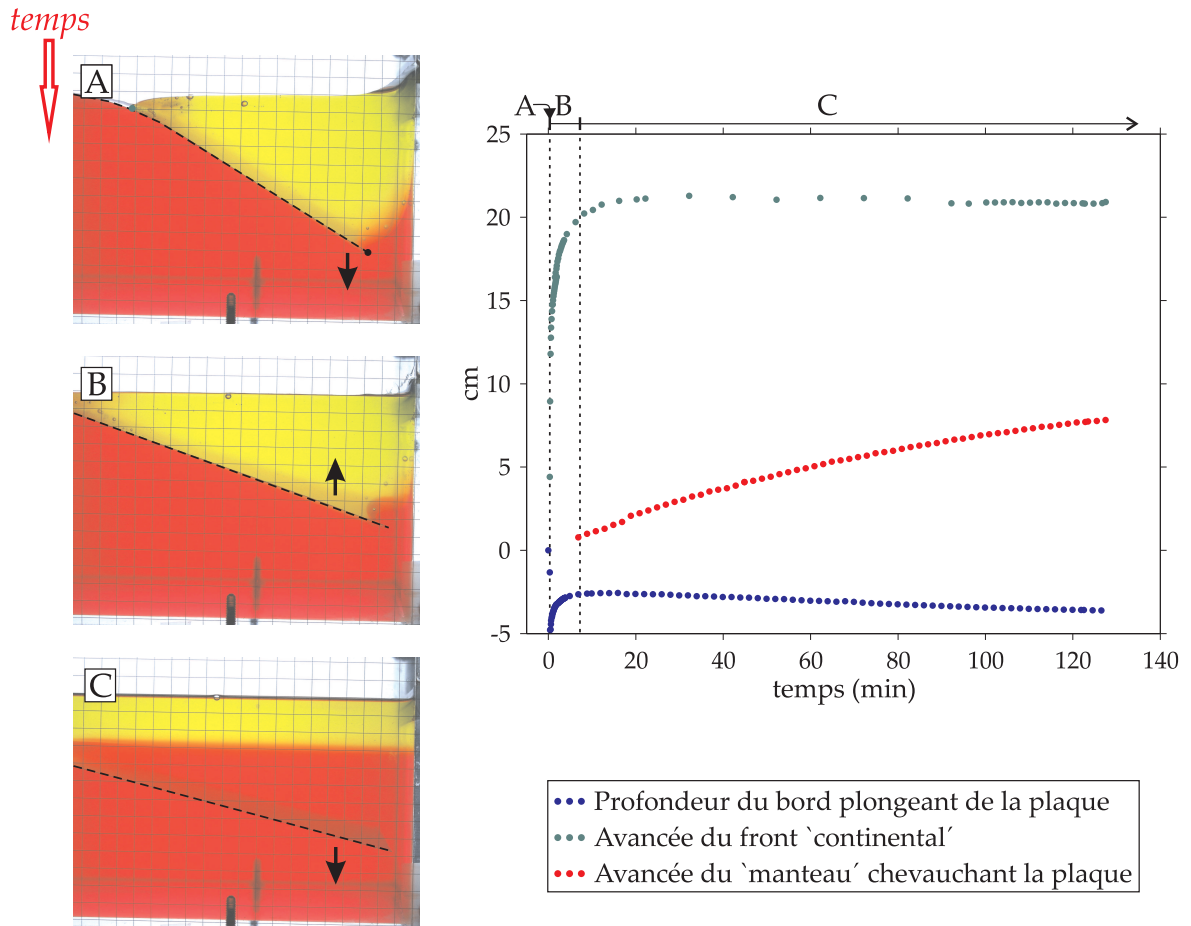 temps
A
B
C
A
B
C
25
20
15
10
5
0
-5
cm
0
20
40
60
80
100
120
140
temps (min)
Profondeur du bord plongeant de la plaque
Avancée du front `continental´
Avancée du `manteau´ chevauchant la plaque